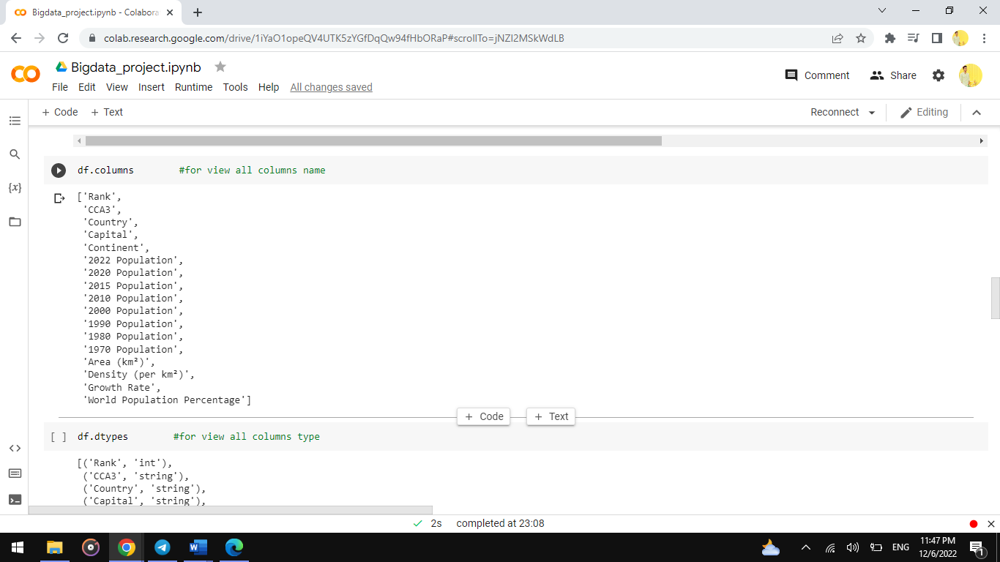 Bigdata_project.ipynb - Colabora
colab.research.google.com/drive/1iYaO1opeQV4UTK5zYGfDqQw94fHbORaP#scrollTo=jNZI2MSkWdLB
Bigdata_project.ipynb
Comment
Share
File Edit View Insert Runtime Tools Help All changes saved
+ Code + Text
Reconnect
Editing
{x}
df.columns #for view all columns name
['Rank',
'CCA3',
'Country',
'Capital',
'Continent',
'2022 Population',
'2020 Population',
'2015 Population',
'2010 Population',
'2000 Population',
'1990 Population',
'1980 Population',
'1970 Population',
'Area (km²)',
'Density (per km²)',
'Growth Rate',
'World Population Percentage']
+ Code + Text
[ ] df.dtypes #for view all columns type
[('Rank', 'int'),
('CCA3', 'string'),
('Country', 'string'),
('Capital', 'string'),
2s completed at 23:08
ENG
11:47 PM
12/6/2022
1